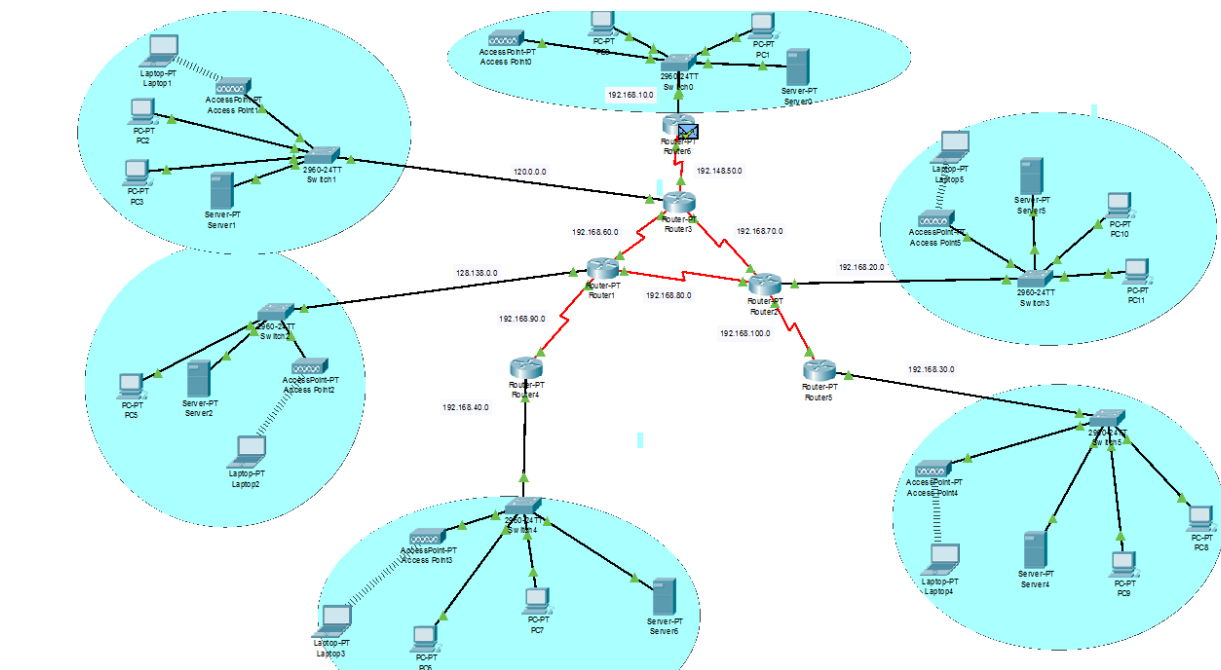 Laptop-PT
Laptop1
AccessPoint-PT
Access Point1
PC-PT
PC2
PC-PT
PC3
2960-24TT
Switch1
Server-PT
Server1
120.0.0.0
AccessPoint-PT
Access Point0
PC-PT
PC0
PC-PT
PC1
2960-24TT
Switch0
Server-PT
Server0
192.168.10.0
Router-PT
Router6
192.148.50.0
Router-PT
Router3
192.168.60.0
192.168.70.0
Laptop-PT
Laptop5
Server-PT
Server5
AccessPoint-PT
Access Point5
PC-PT
PC10
2960-24TT
Switch3
PC-PT
PC11
192.168.20.0
128.138.0.0
Router-PT
Router1
192.168.80.0
Router-PT
Router2
192.168.90.0
192.168.100.0
2960-24TT
Switch2
PC-PT
PC5
Server-PT
Server2
AccessPoint-PT
Access Point2
Laptop-PT
Laptop2
Router-PT
Router4
Router-PT
Router5
192.168.30.0
192.168.40.0
2960-24TT
Switch5
AccessPoint-PT
Access Point4
Laptop-PT
Laptop4
Server-PT
Server4
PC-PT
PC9
PC-PT
PC8
2960-24TT
Switch4
AccessPoint-PT
Access Point3
Laptop-PT
Laptop3
PC-PT
PC6
PC-PT
PC7
Server-PT
Server6